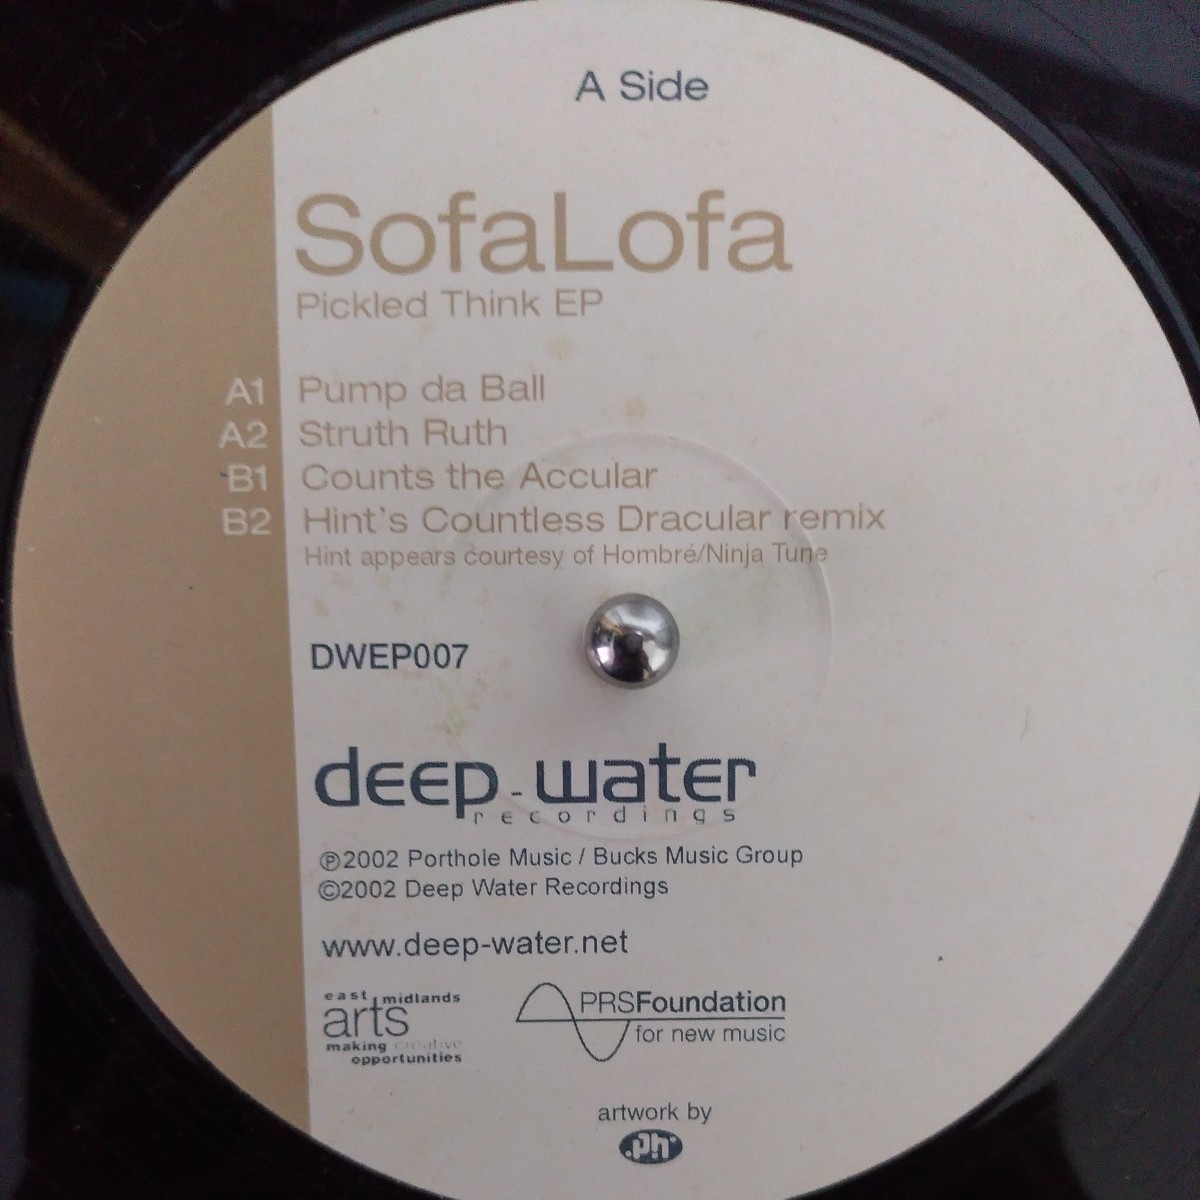 A Side
SofaLofa
Pickled Think EP
A1 Pump da Ball
A2 Struth Ruth
B1 Counts the Accular
B2 Hint's Countless Dracular remix
Hint appears courtesy of Hombré/Ninja Tune
DWEP007
deep-water
recordings
℗2002 Porthole Music / Bucks Music Group
©2002 Deep Water Recordings
www.deep-water.net
east midlands
arts
making creative
opportunities
PRSFoundation
for new music
artwork by
.Ph.